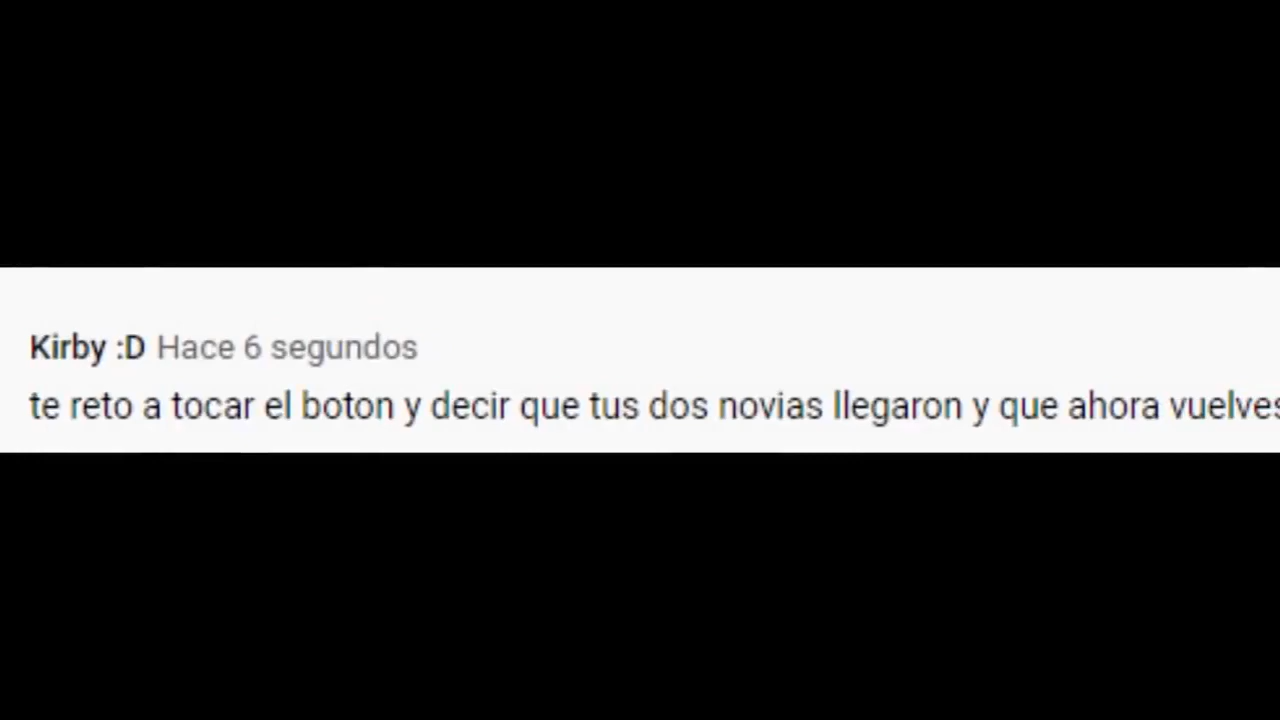 Kirby :D Hace 6 segundos
te reto a tocar el boton y decir que tus dos novias llegaron y que ahora vuelves